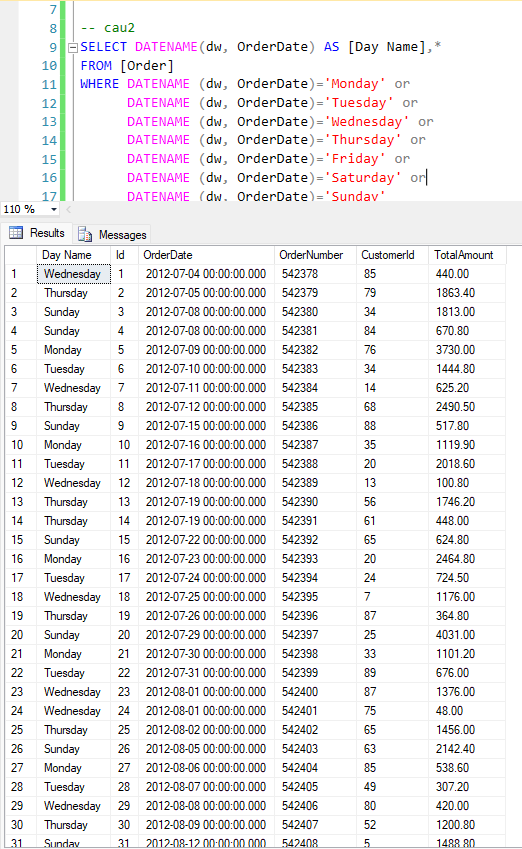 7
8 -- cau2
9 SELECT DATENAME(dw, OrderDate) AS [Day Name],*
10 FROM [Order]
11 WHERE DATENAME (dw, OrderDate)='Monday' or
12 DATENAME (dw, OrderDate)='Tuesday' or
13 DATENAME (dw, OrderDate)='Wednesday' or
14 DATENAME (dw, OrderDate)='Thursday' or
15 DATENAME (dw, OrderDate)='Friday' or
16 DATENAME (dw, OrderDate)='Saturday' or
17 DATENAME (dw, OrderDate)='Sunday'
110 %
Results Messages
Day Name Id OrderDate OrderNumber CustomerId TotalAmount
1 Wednesday 1 2012-07-04 00:00:00.000 542378 85 440.00
2 Thursday 2 2012-07-05 00:00:00.000 542379 79 1863.40
3 Sunday 3 2012-07-08 00:00:00.000 542380 34 1813.00
4 Sunday 4 2012-07-08 00:00:00.000 542381 84 670.80
5 Monday 5 2012-07-09 00:00:00.000 542382 76 3730.00
6 Tuesday 6 2012-07-10 00:00:00.000 542383 34 1444.80
7 Wednesday 7 2012-07-11 00:00:00.000 542384 14 625.20
8 Thursday 8 2012-07-12 00:00:00.000 542385 68 2490.50
9 Sunday 9 2012-07-15 00:00:00.000 542386 88 517.80
10 Monday 10 2012-07-16 00:00:00.000 542387 35 1119.90
11 Tuesday 11 2012-07-17 00:00:00.000 542388 20 2018.60
12 Wednesday 12 2012-07-18 00:00:00.000 542389 13 100.80
13 Thursday 13 2012-07-19 00:00:00.000 542390 56 1746.20
14 Thursday 14 2012-07-19 00:00:00.000 542391 61 448.00
15 Sunday 15 2012-07-22 00:00:00.000 542392 65 624.80
16 Monday 16 2012-07-23 00:00:00.000 542393 20 2464.80
17 Tuesday 17 2012-07-24 00:00:00.000 542394 24 724.50
18 Wednesday 18 2012-07-25 00:00:00.000 542395 7 1176.00
19 Thursday 19 2012-07-26 00:00:00.000 542396 87 364.80
20 Sunday 20 2012-07-29 00:00:00.000 542397 25 4031.00
21 Monday 21 2012-07-30 00:00:00.000 542398 33 1101.20
22 Tuesday 22 2012-07-31 00:00:00.000 542399 89 676.00
23 Wednesday 23 2012-08-01 00:00:00.000 542400 87 1376.00
24 Wednesday 24 2012-08-01 00:00:00.000 542401 75 48.00
25 Thursday 25 2012-08-02 00:00:00.000 542402 65 1456.00
26 Sunday 26 2012-08-05 00:00:00.000 542403 63 2142.40
27 Monday 27 2012-08-06 00:00:00.000 542404 85 538.60
28 Tuesday 28 2012-08-07 00:00:00.000 542405 49 307.20
29 Wednesday 29 2012-08-08 00:00:00.000 542406 80 420.00
30 Thursday 30 2012-08-09 00:00:00.000 542407 52 1200.80
31 Sunday 31 2012-08-12 00:00:00.000 542408 5 1488.80